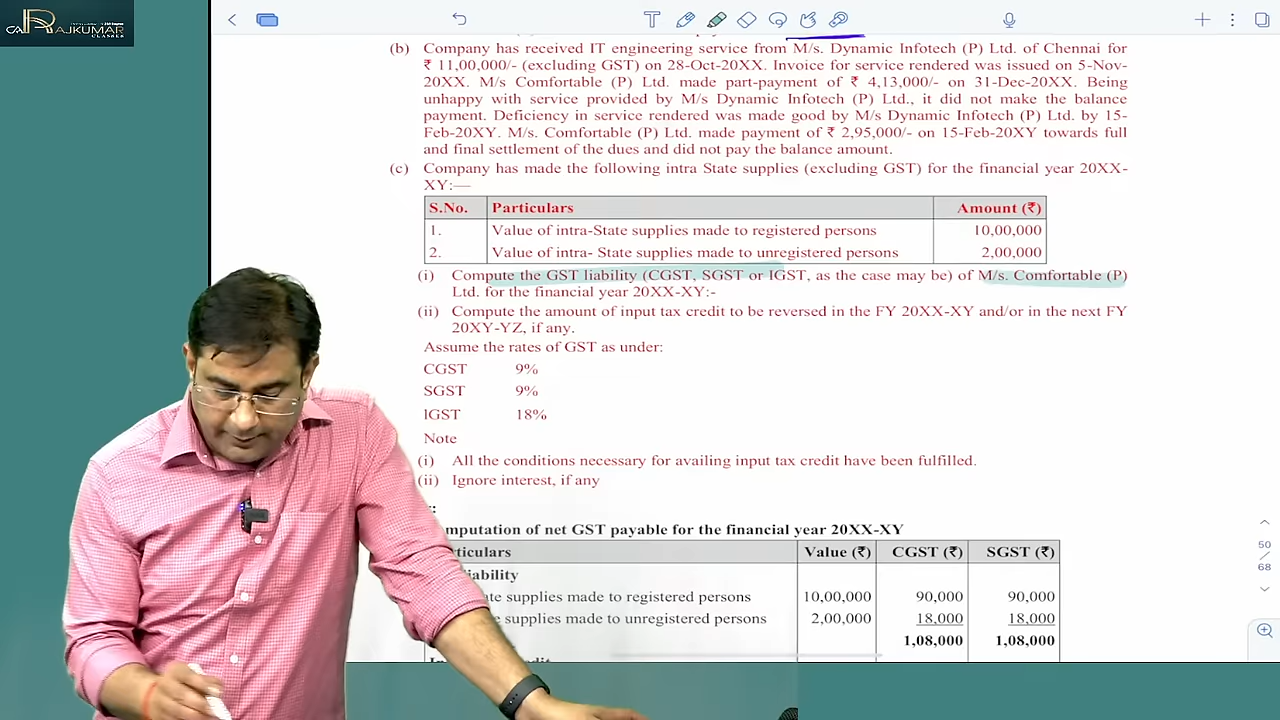 RAJKUMAR
(b) Company has received IT engineering service from M/s. Dynamic Infotech (P) Ltd. of Chennai for
₹ 11,00,000/- (excluding GST) on 28-Oct-20XX. Invoice for service rendered was issued on 5-Nov-
20XX. M/s Comfortable (P) Ltd. made part-payment of ₹ 4,13,000/- on 31-Dec-20XX. Being
unhappy with service provided by M/s Dynamic Infotech (P) Ltd., it did not make the balance
payment. Deficiency in service rendered was made good by M/s Dynamic Infotech (P) Ltd. by 15-
Feb-20XY. M/s. Comfortable (P) Ltd. made payment of ₹ 2,95,000/- on 15-Feb-20XY towards full
and final settlement of the dues and did not pay the balance amount.
(c) Company has made the following intra State supplies (excluding GST) for the financial year 20XX-
XY:—
S.No. Particulars Amount (₹)
1. Value of intra-State supplies made to registered persons 10,00,000
2. Value of intra- State supplies made to unregistered persons 2,00,000
(i) Compute the GST liability (CGST, SGST or IGST, as the case may be) of M/s. Comfortable (P)
Ltd. for the financial year 20XX-XY:-
(ii) Compute the amount of input tax credit to be reversed in the FY 20XX-XY and/or in the next FY
20XY-YZ, if any.
Assume the rates of GST as under:
CGST 9%
SGST 9%
IGST 18%
Note
(i) All the conditions necessary for availing input tax credit have been fulfilled.
(ii) Ignore interest, if any
:
mputation of net GST payable for the financial year 20XX-XY
ticulars Value (₹) CGST (₹) SGST (₹)
iability
te supplies made to registered persons 10,00,000 90,000 90,000
e supplies made to unregistered persons 2,00,000 18,000 18,000
1,08,000 1,08,000
50
/
68